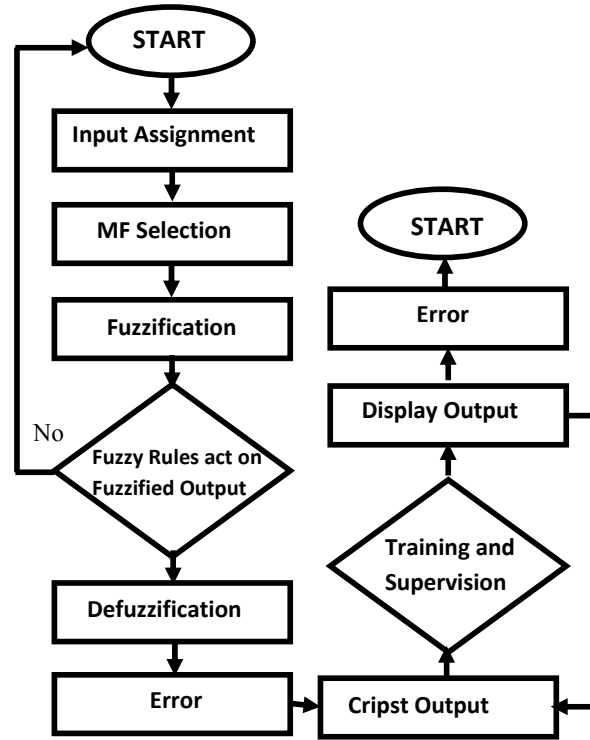 START
Input Assignment
MF Selection
Fuzzification
No
Fuzzy Rules act on
Fuzzified Output
Defuzzification
Error
Cripst Output
Training and
Supervision
Display Output
Error
START